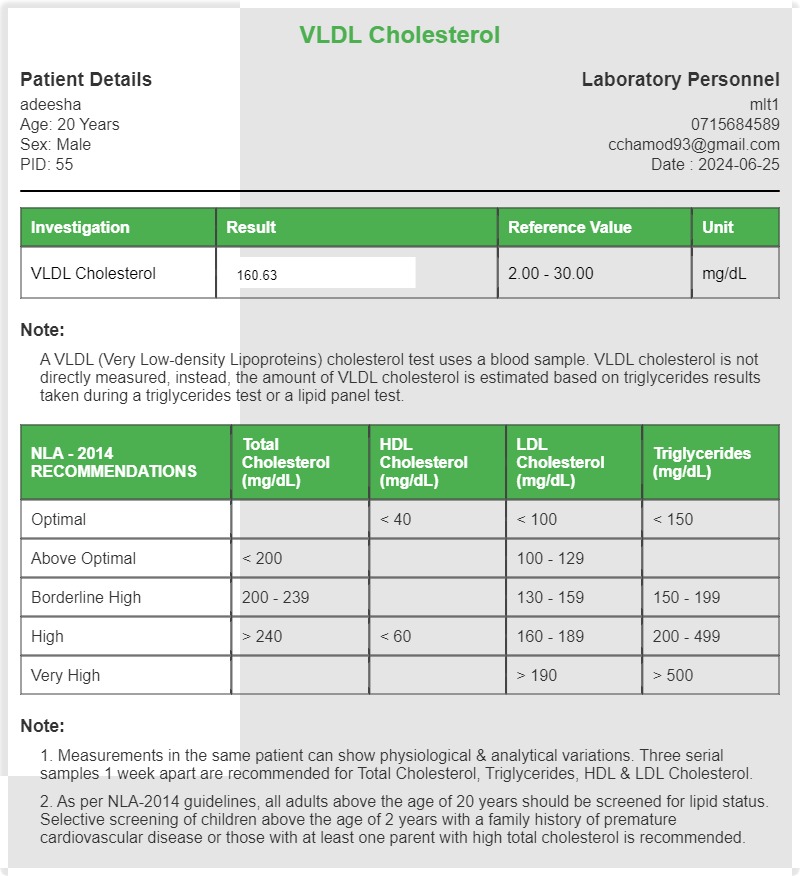 VLDL Cholesterol
Patient Details
adeesha
Age: 20 Years
Sex: Male
PID: 55
Laboratory Personnel
mlt1
0715684589
cchamod93@gmail.com
Date : 2024-06-25
Investigation Result Reference Value Unit
VLDL Cholesterol 160.63 2.00 - 30.00 mg/dL
Note:
A VLDL (Very Low-density Lipoproteins) cholesterol test uses a blood sample. VLDL cholesterol is not
directly measured, instead, the amount of VLDL cholesterol is estimated based on triglycerides results
taken during a triglycerides test or a lipid panel test.
NLA - 2014 RECOMMENDATIONS Total Cholesterol (mg/dL) HDL Cholesterol (mg/dL) LDL Cholesterol (mg/dL) Triglycerides (mg/dL)
Optimal < 40 < 100 < 150
Above Optimal < 200 100 - 129
Borderline High 200 - 239 130 - 159 150 - 199
High > 240 < 60 160 - 189 200 - 499
Very High > 190 > 500
Note:
1. Measurements in the same patient can show physiological & analytical variations. Three serial
samples 1 week apart are recommended for Total Cholesterol, Triglycerides, HDL & LDL Cholesterol.
2. As per NLA-2014 guidelines, all adults above the age of 20 years should be screened for lipid status.
Selective screening of children above the age of 2 years with a family history of premature
cardiovascular disease or those with at least one parent with high total cholesterol is recommended.